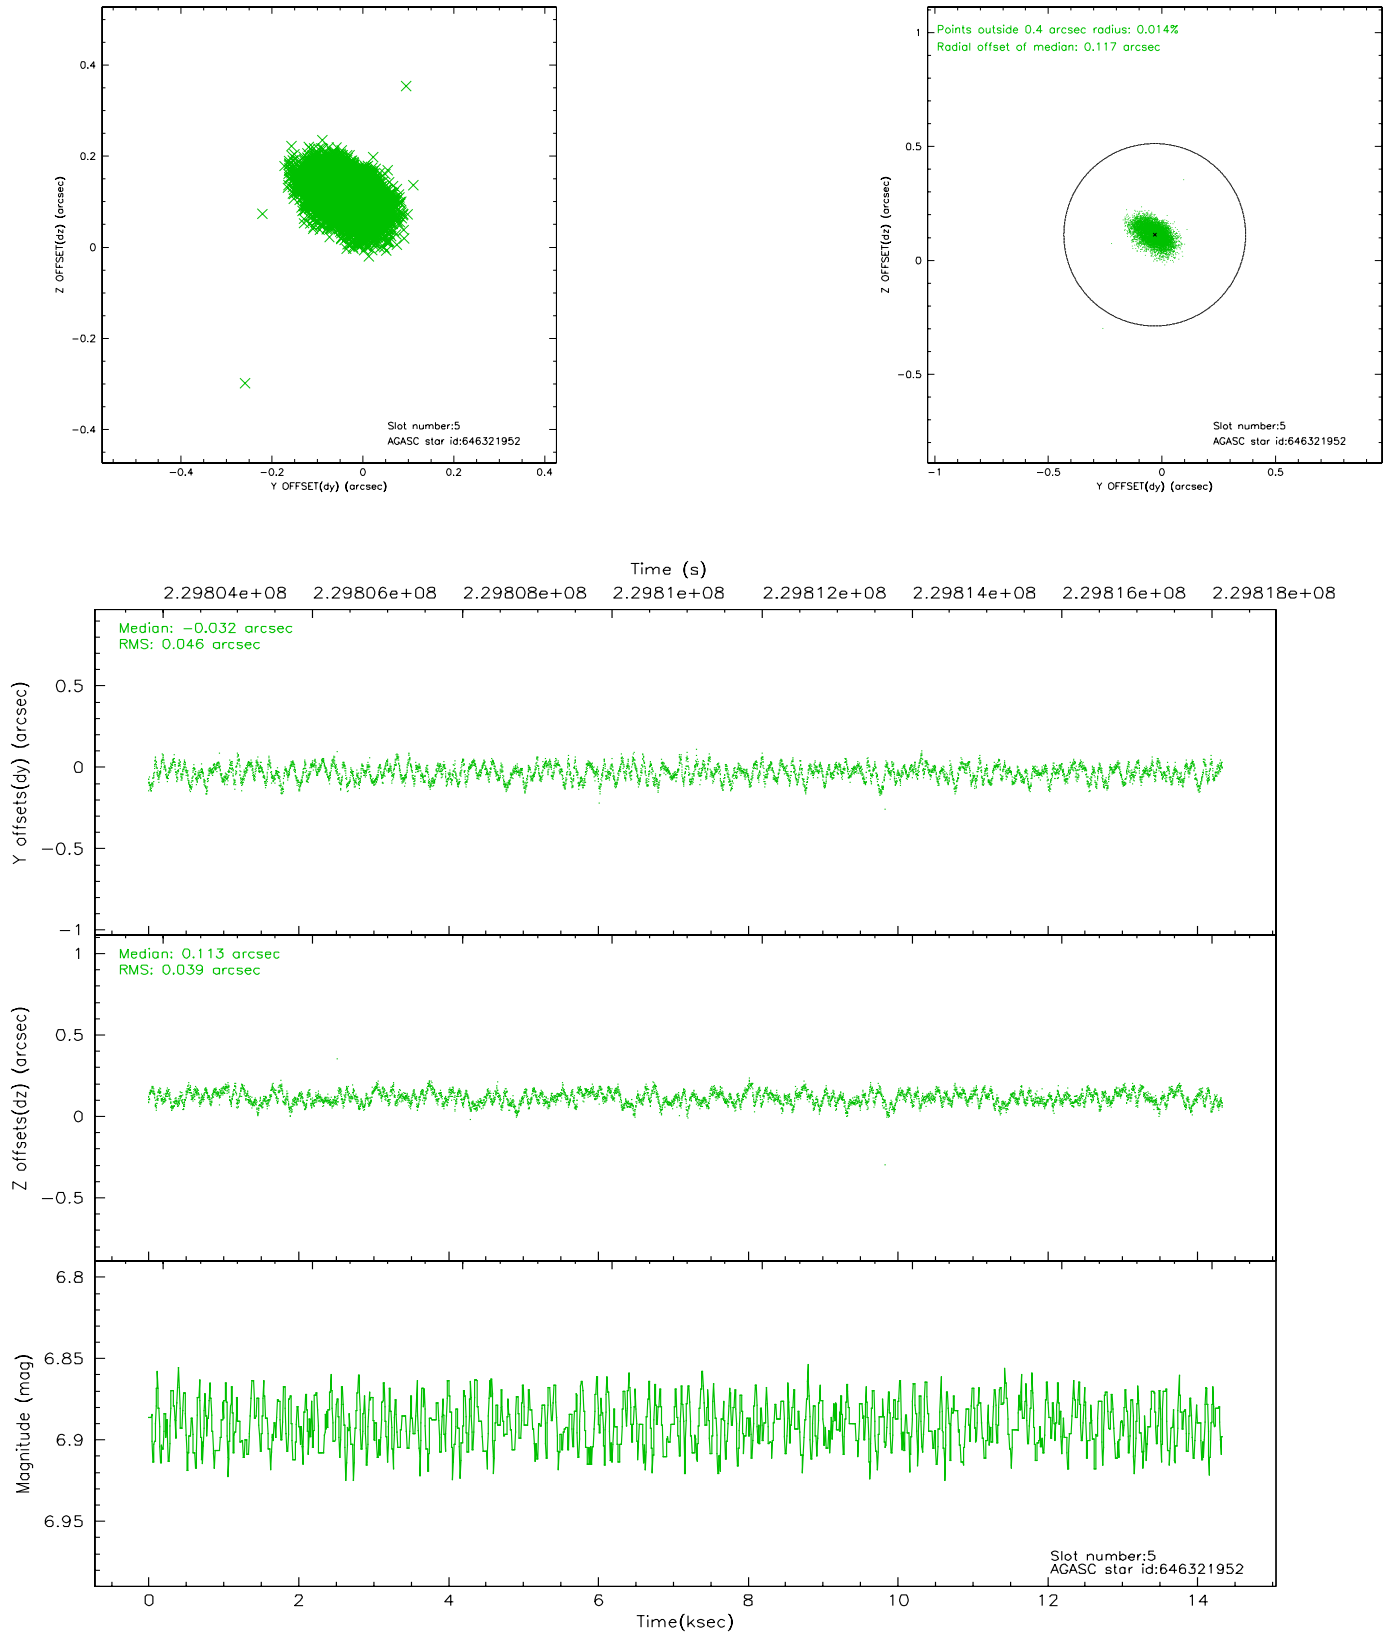 0.4
0.2
0
−0.2
−0.4
Z OFFSET(dz) (arcsec)
Slot number:5
AGASC star id:646321952
−0.4 −0.2 0 0.2 0.4
Y OFFSET(dy) (arcsec)
Points outside 0.4 arcsec radius: 0.014%
Radial offset of median: 0.117 arcsec
1
0.5
0
−0.5
Z OFFSET(dz) (arcsec)
Slot number:5
AGASC star id:646321952
−1 −0.5 0 0.5
Y OFFSET(dy) (arcsec)
Time (s)
2.29804e+08 2.29806e+08 2.29808e+08 2.2981e+08 2.29812e+08 2.29814e+08 2.29816e+08 2.29818e+08
Median: −0.032 arcsec
RMS: 0.046 arcsec
0.5
0
−0.5
−1
Y offsets(dy) (arcsec)
Median: 0.113 arcsec
RMS: 0.039 arcsec
1
0.5
0
−0.5
Z offsets(dz) (arcsec)
6.8
6.85
6.9
6.95
Magnitude (mag)
Slot number:5
AGASC star id:646321952
0 2 4 6 8 10 12 14
Time(ksec)